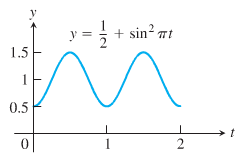 y
y = 1/2 + sin² πt
1.5
1
0.5
0 1 2 t